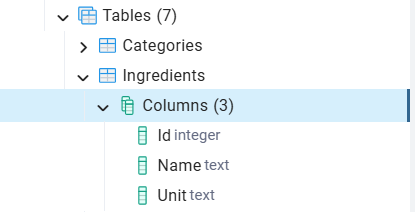 Tables (7)
Categories
Ingredients
Columns (3)
Id integer
Name text
Unit text